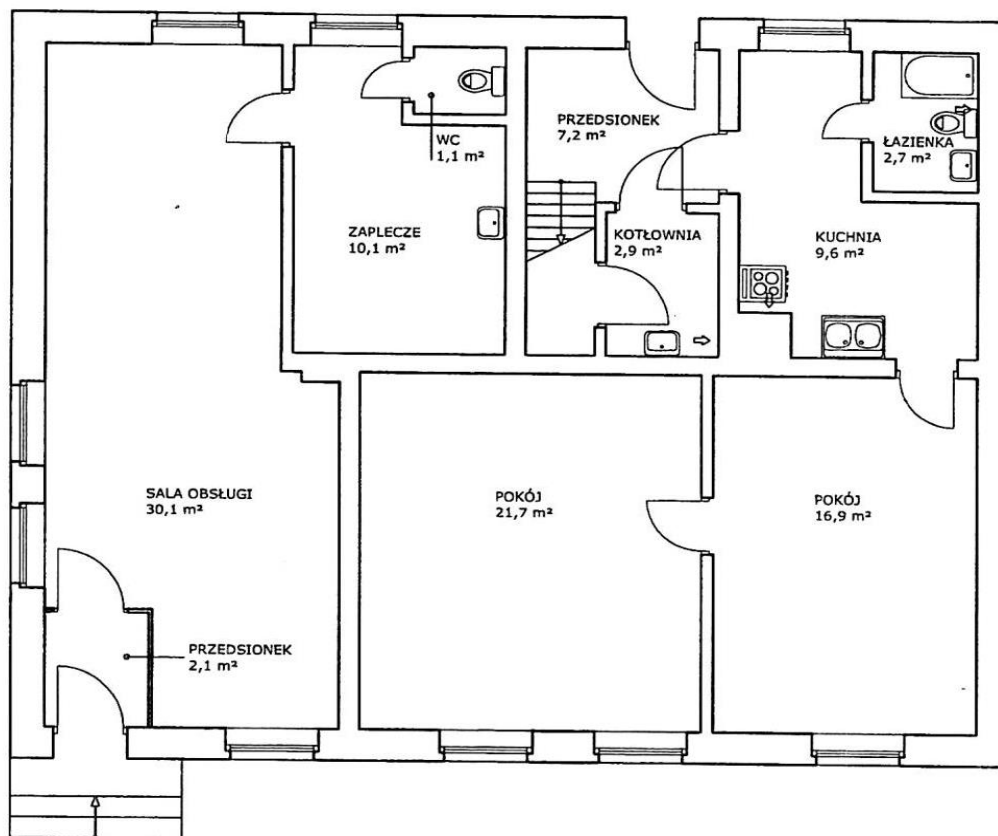 WC
1,1 m²
PRZEDSIONEK
7,2 m²
ŁAZIENKA
2,7 m²
ZAPLECZE
10,1 m²
KOTŁOWNIA
2,9 m²
KUCHNIA
9,6 m²
SALA OBSŁUGI
30,1 m²
POKÓJ
21,7 m²
POKÓJ
16,9 m²
PRZEDSIONEK
2,1 m²